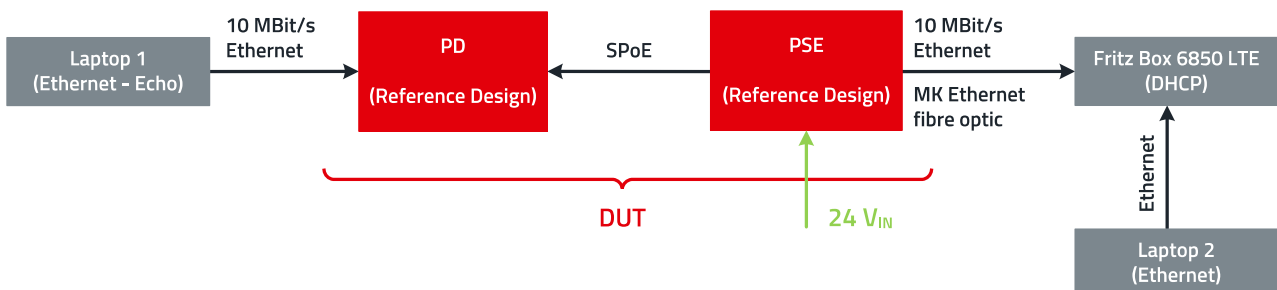 10 MBit/s
Ethernet
Laptop 1
(Ethernet - Echo)
PD
(Reference Design)
SPoE
PSE
(Reference Design)
10 MBit/s
Ethernet
MK Ethernet
fibre optic
Fritz Box 6850 LTE
(DHCP)
Ethernet
DUT
24 VIN
Laptop 2
(Ethernet)